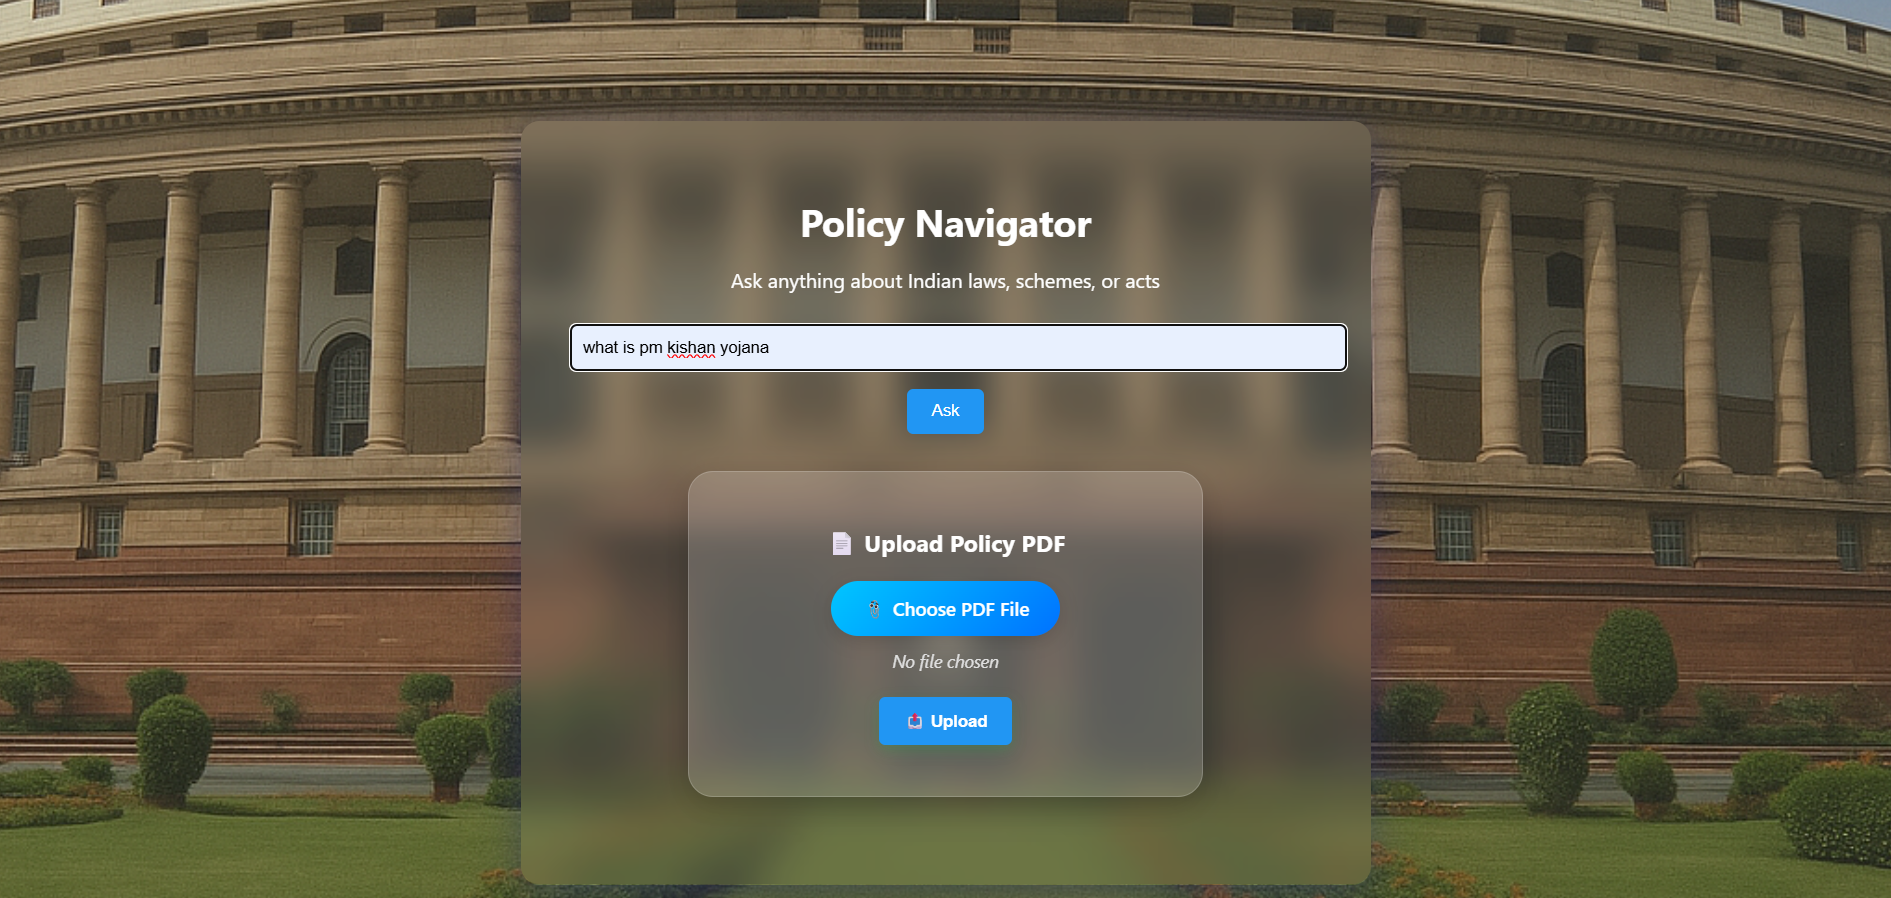 Policy Navigator
Ask anything about Indian laws, schemes, or acts
what is pm kishan yojana
Ask
📄 Upload Policy PDF
Choose PDF File
No file chosen
📤 Upload